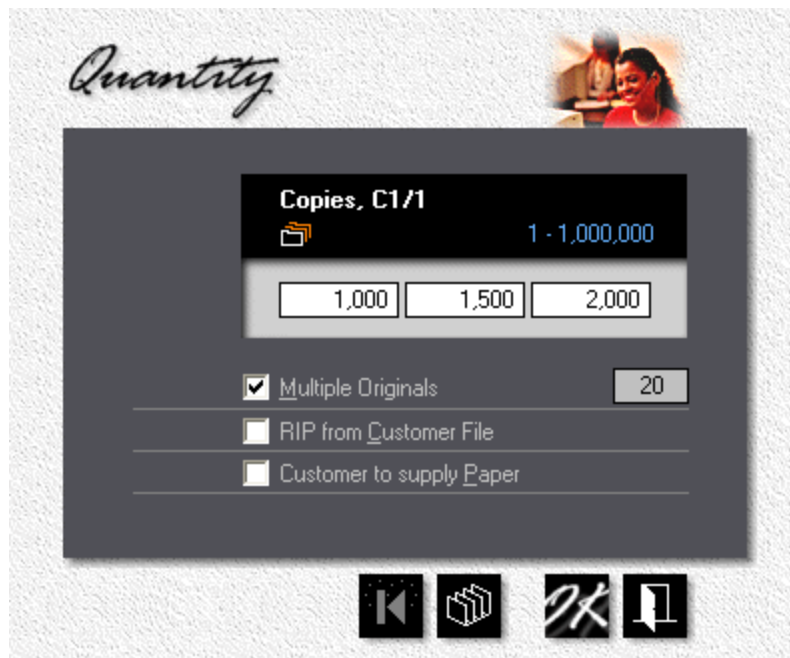 Quantity
Copies, C1/1
1 - 1,000,000
1,000 1,500 2,000
Multiple Originals 20
RIP from Customer File
Customer to supply Paper
OK